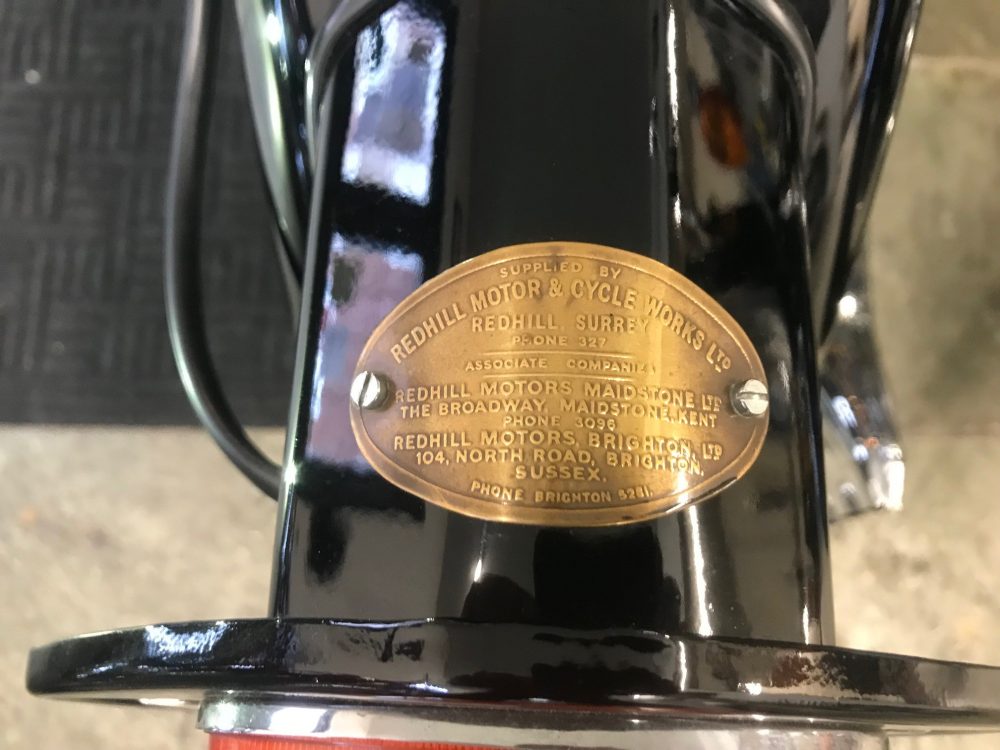 SUPPLIED BY
REDHILL MOTOR & CYCLE WORKS LTD
REDHILL. SURREY
PHONE 327
ASSOCIATE COMPANIES
REDHILL MOTORS MAIDSTONE LTD
THE BROADWAY, MAIDSTONE, KENT
PHONE 3096
REDHILL MOTORS, BRIGHTON, LTD
104, NORTH ROAD, BRIGHTON,
SUSSEX.
PHONE BRIGHTON 5281.